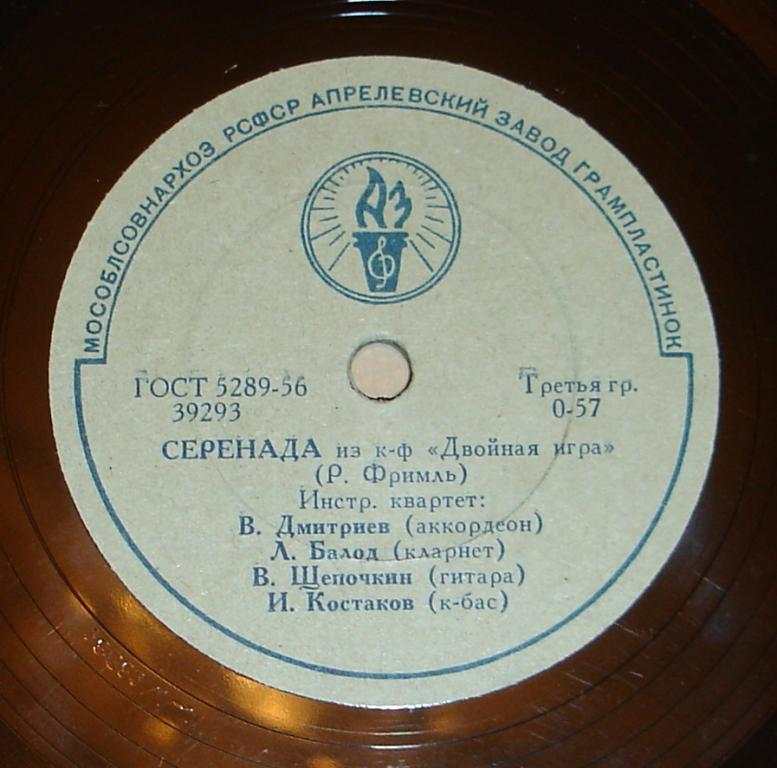 МОСОБЛСОВНАРХОЗ РСФСР АПРЕЛЕВСКИЙ ЗАВОД ГРАМПЛАСТИНОК
АЗ
ГОСТ 5289-56
39293
Третья гр.
0-57
СЕРЕНАДА из к-ф «Двойная игра»
(Р. Фримль)
Инстр. квартет:
В. Дмитриев (аккордеон)
Л. Балод (кларнет)
В. Щепочкин (гитара)
И. Костаков (к-бас)